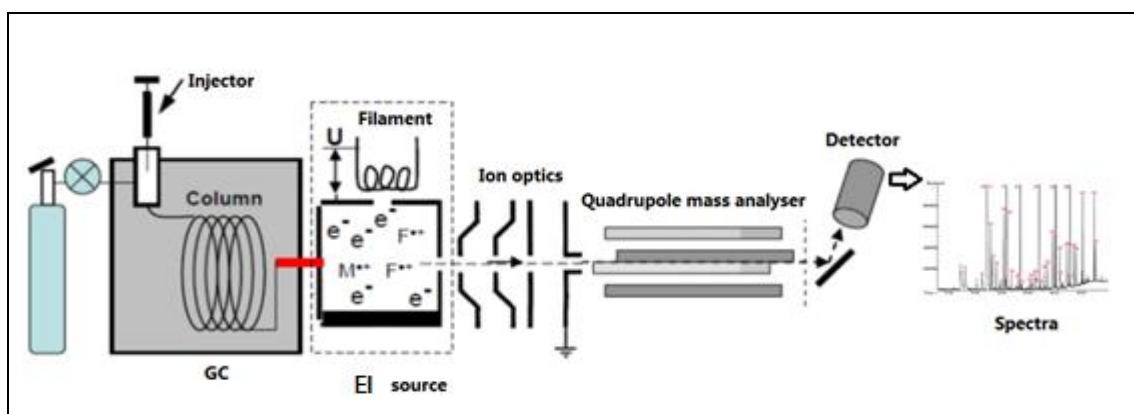 Injector
Filament
U
Detector
Ion optics
Column
Quadrupole mass analyser
e⁻ e⁻ e⁻ F•+
M•+ F•+
e⁻ e⁻
Spectra
GC
EI source